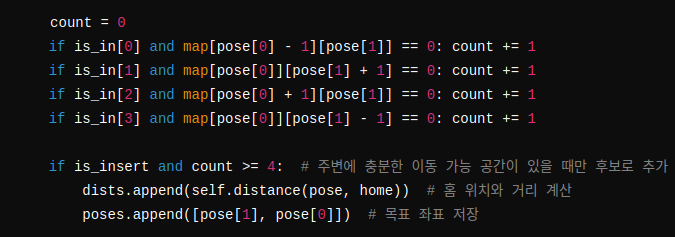 count = 0
if is_in[0] and map[pose[0] - 1][pose[1]] == 0: count += 1
if is_in[1] and map[pose[0]][pose[1] + 1] == 0: count += 1
if is_in[2] and map[pose[0] + 1][pose[1]] == 0: count += 1
if is_in[3] and map[pose[0]][pose[1] - 1] == 0: count += 1
if is_insert and count >= 4:  # 주변에 충분한 이동 가능 공간이 있을 때만 후보로 추가
    dists.append(self.distance(pose, home))  # 홈 위치와 거리 계산
    poses.append([pose[1], pose[0]])  # 목표 좌표 저장